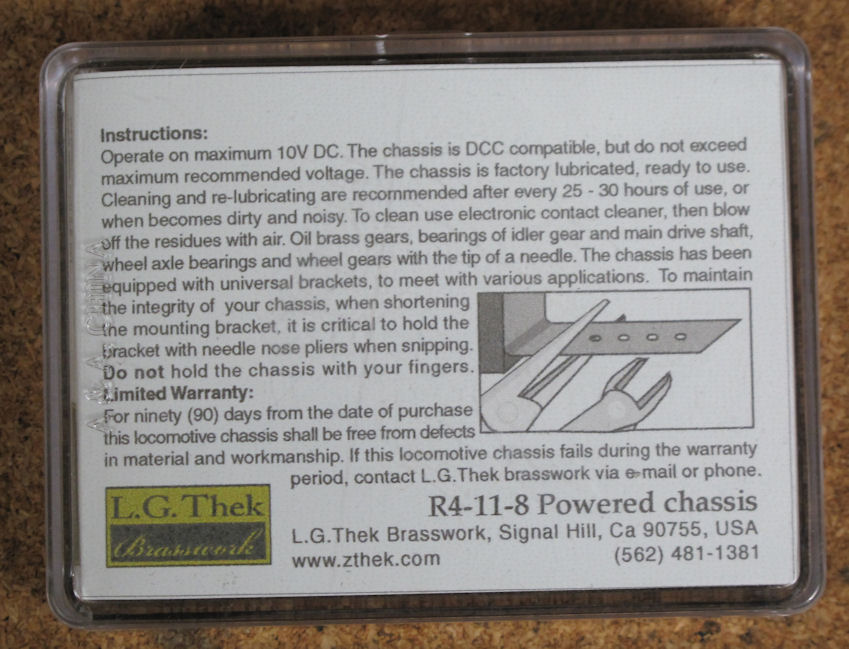 Instructions:
Operate on maximum 10V DC. The chassis is DCC compatible, but do not exceed
maximum recommended voltage. The chassis is factory lubricated, ready to use.
Cleaning and re-lubricating are recommended after every 25 - 30 hours of use, or
when becomes dirty and noisy. To clean use electronic contact cleaner, then blow
off the residues with air. Oil brass gears, bearings of idler gear and main drive shaft,
wheel axle bearings and wheel gears with the tip of a needle. The chassis has been
equipped with universal brackets, to meet with various applications. To maintain
the integrity of your chassis, when shortening
the mounting bracket, it is critical to hold the
bracket with needle nose pliers when snipping.
Do not hold the chassis with your fingers.
Limited Warranty:
For ninety (90) days from the date of purchase
this locomotive chassis shall be free from defects
in material and workmanship. If this locomotive chassis fails during the warranty
period, contact L.G.Thek brasswork via e-mail or phone.
L.G. Thek
Brasswork
R4-11-8 Powered chassis
L.G.Thek Brasswork, Signal Hill, Ca 90755, USA
www.zthek.com (562) 481-1381
CHINA